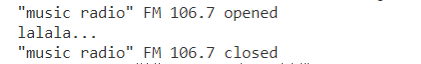 "music radio" FM 106.7 opened
lalala...
"music radio" FM 106.7 closed